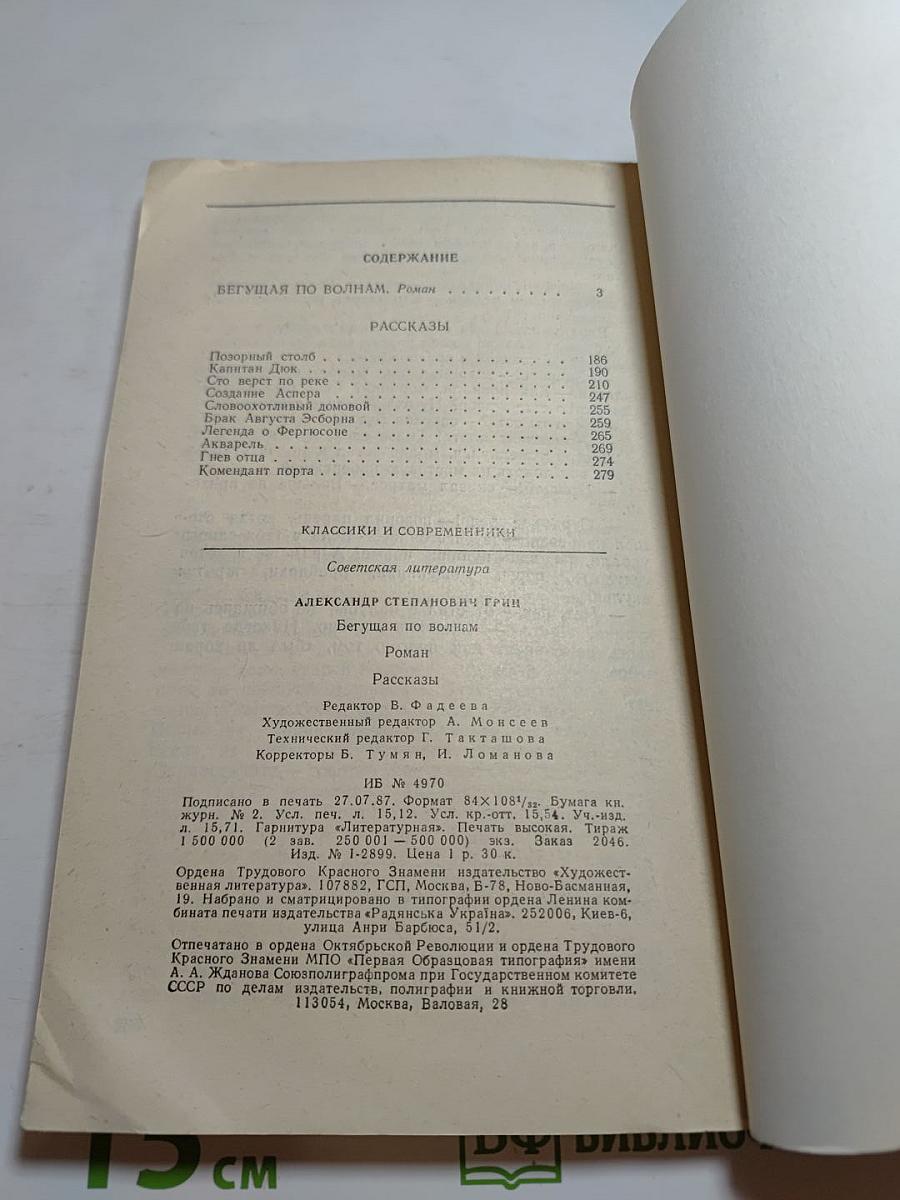 СОДЕРЖАНИЕ
БЕГУЩАЯ ПО ВОЛНАМ. Роман . . . . . . . . . 3
РАССКАЗЫ
Позорный столб . . . . . . . . . . . . . . . . . . 186
Капитан Дюк . . . . . . . . . . . . . . . . . . . 190
Сто верст по реке . . . . . . . . . . . . . . . . . 210
Создание Аспера . . . . . . . . . . . . . . . . . 247
Словоохотливый домовой . . . . . . . . . . . . . . 255
Брак Августа Эсборна . . . . . . . . . . . . . . . 259
Легенда о Фергюсоне . . . . . . . . . . . . . . . 265
Акварель . . . . . . . . . . . . . . . . . . . . 269
Гнев отца . . . . . . . . . . . . . . . . . . . . 274
Комендант порта . . . . . . . . . . . . . . . . . 279
КЛАССИКИ И СОВРЕМЕННИКИ
Советская литература
АЛЕКСАНДР СТЕПАНОВИЧ ГРИН
Бегущая по волнам
Роман
Рассказы
Редактор В. Фадеева
Художественный редактор А. Моисеев
Технический редактор Г. Такташова
Корректоры Б. Тумян, И. Ломанова
ИБ № 4970
Подписано в печать 27.07.87. Формат 84×108¹/₃₂. Бумага кн.
журн. № 2. Усл. печ. л. 15,12. Усл. кр.-отт. 15,54. Уч.-изд.
л. 15,71. Гарнитура «Литературная». Печать высокая. Тираж
1 500 000 (2 зав. 250 001 — 500 000) экз. Заказ 2046.
Изд. № I-2899. Цена 1 р. 30 к.
Ордена Трудового Красного Знамени издательство «Художест-
венная литература». 107882, ГСП, Москва, Б-78, Ново-Басманная,
19. Набрано и сматрицировано в типографии ордена Ленина ком-
бината печати издательства «Радянська Україна». 252006, Киев-6,
улица Анри Барбюса, 51/2.
Отпечатано в ордена Октябрьской Революции и ордена Трудового
Красного Знамени МПО «Первая Образцовая типография» имени
А. А. Жданова Союзполиграфпрома при Государственном комитете
СССР по делам издательств, полиграфии и книжной торговли.
113054, Москва, Валовая, 28
15 см
БФ БИБЛИО